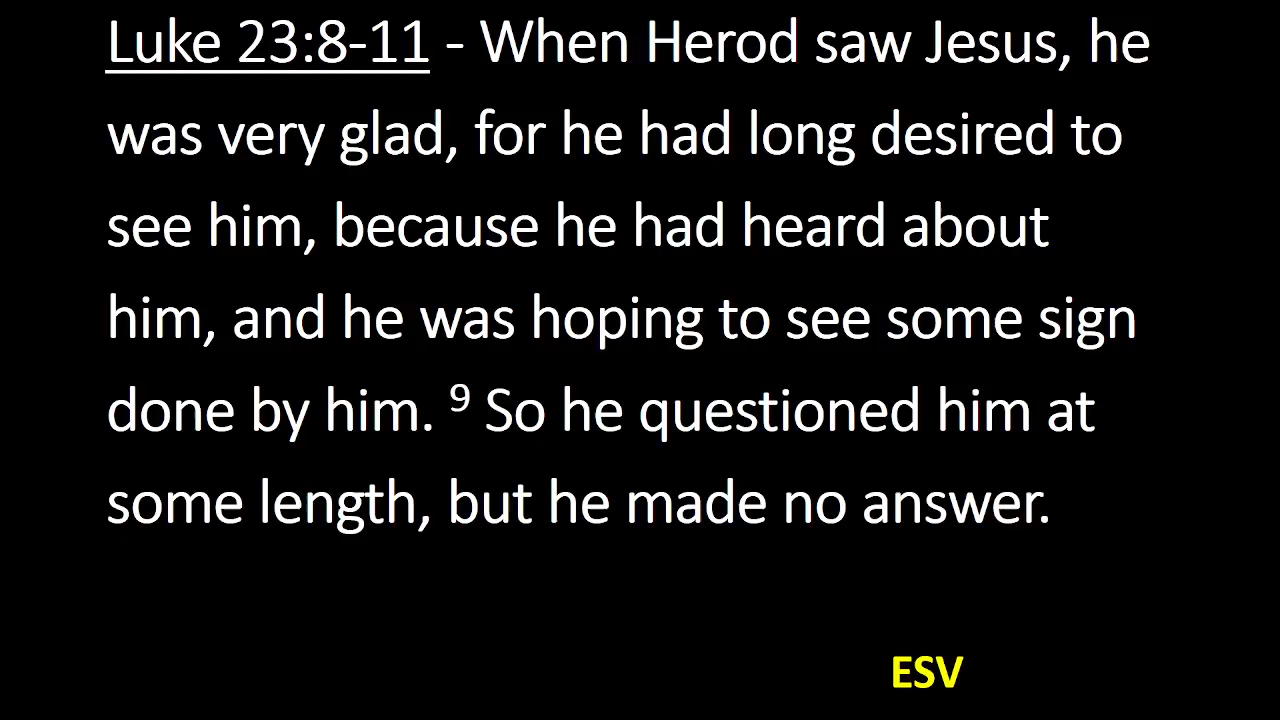 Luke 23:8-11 - When Herod saw Jesus, he
was very glad, for he had long desired to
see him, because he had heard about
him, and he was hoping to see some sign
done by him. ⁹ So he questioned him at
some length, but he made no answer.
ESV